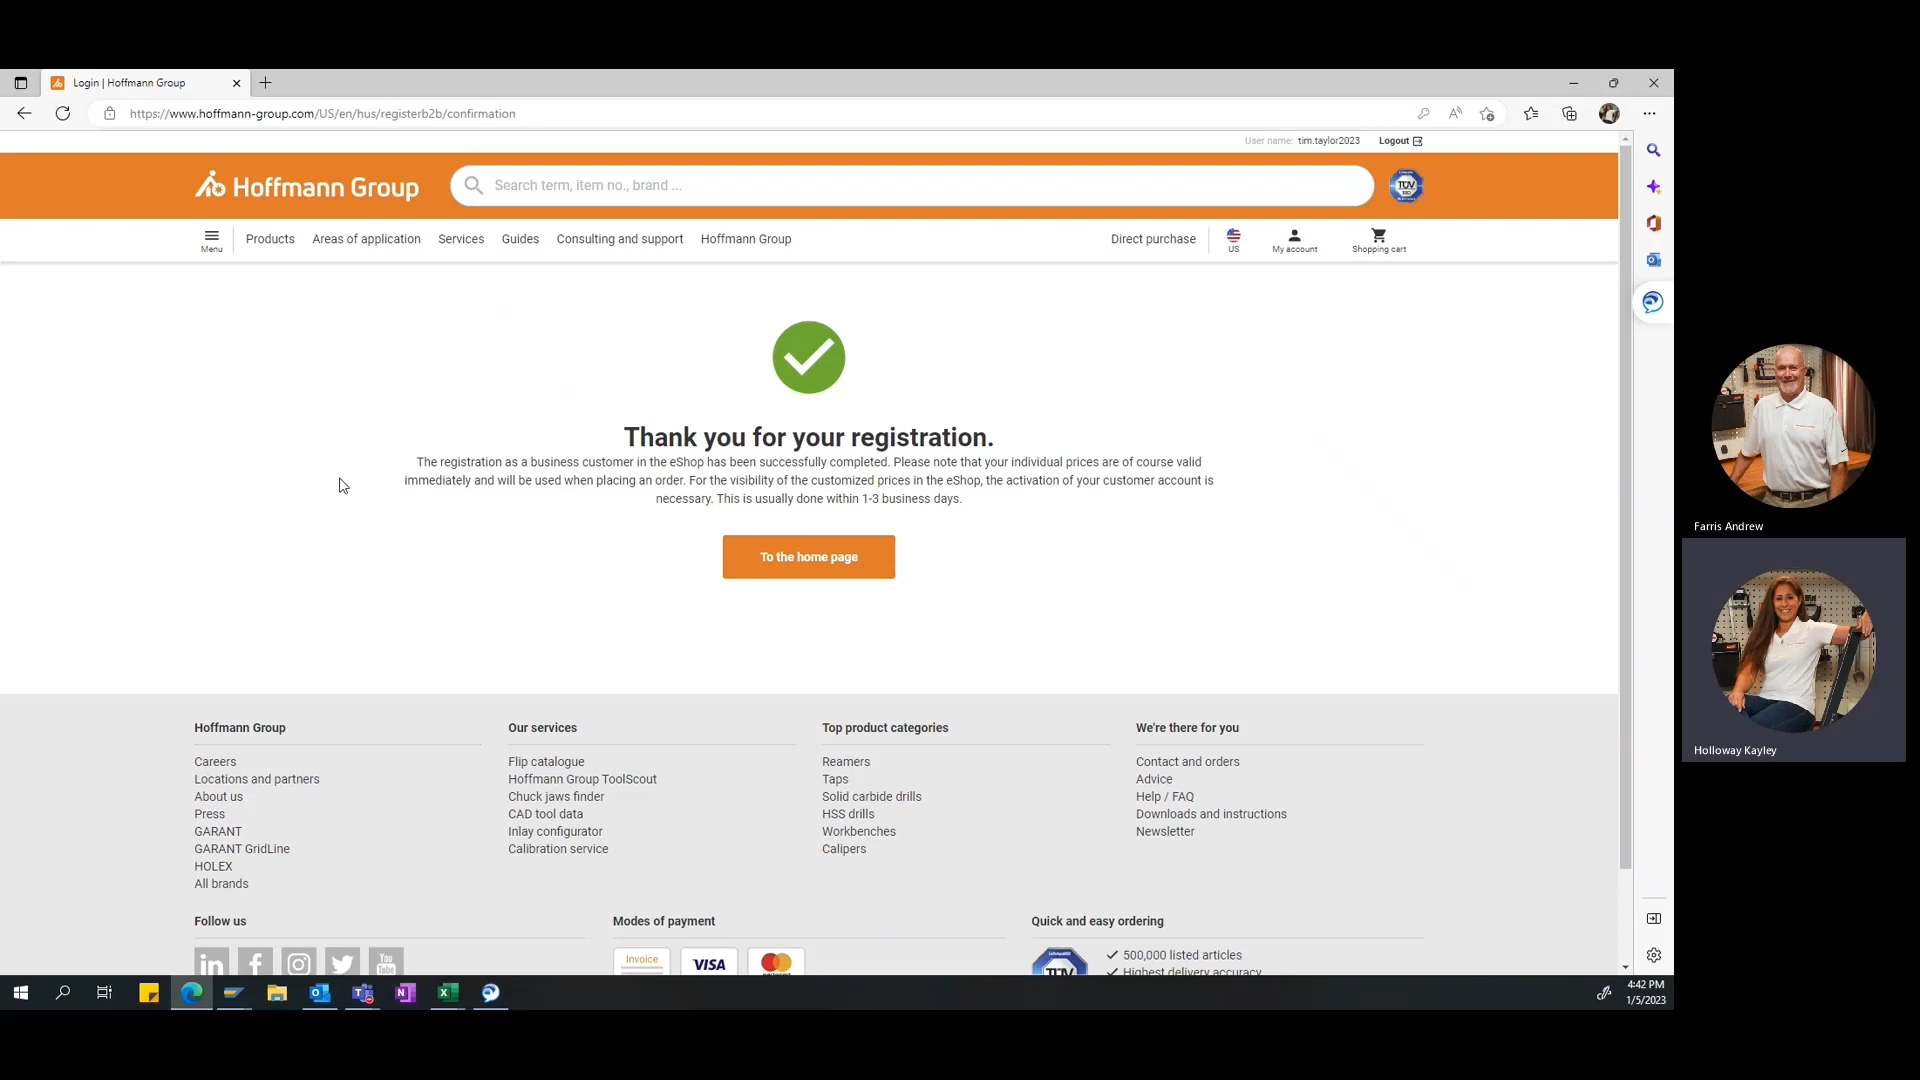 Login | Hoffmann Group
https://www.hoffmann-group.com/US/en/hus/registerb2b/confirmation
User name: tim.taylor2023 Logout
Hoffmann Group
Search term, item no., brand ...
TÜV
Menu
Products
Areas of application
Services
Guides
Consulting and support
Hoffmann Group
Direct purchase
US
My account
Shopping cart
Thank you for your registration.
The registration as a business customer in the eShop has been successfully completed. Please note that your individual prices are of course valid
immediately and will be used when placing an order. For the visibility of the customized prices in the eShop, the activation of your customer account is
necessary. This is usually done within 1-3 business days.
To the home page
Farris Andrew
Holloway Kayley
Hoffmann Group
Careers
Locations and partners
About us
Press
GARANT
GARANT GridLine
HOLEX
All brands
Our services
Flip catalogue
Hoffmann Group ToolScout
Chuck jaws finder
CAD tool data
Inlay configurator
Calibration service
Top product categories
Reamers
Taps
Solid carbide drills
HSS drills
Workbenches
Calipers
We're there for you
Contact and orders
Advice
Help / FAQ
Downloads and instructions
Newsletter
Follow us
You
Tube
Modes of payment
Invoice
VISA
Quick and easy ordering
TÜV
500,000 listed articles
Highest delivery accuracy
4:42 PM
1/5/2023